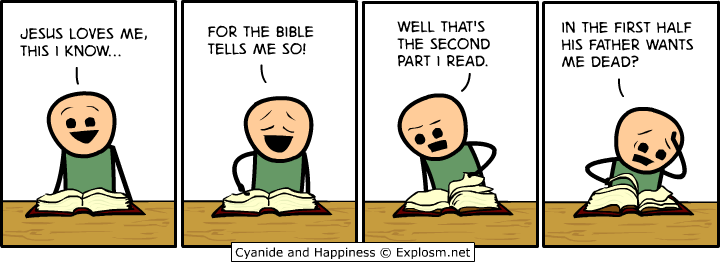 JESUS LOVES ME,
THIS I KNOW...
FOR THE BIBLE
TELLS ME SO!
WELL THAT'S
THE SECOND
PART I READ.
IN THE FIRST HALF
HIS FATHER WANTS
ME DEAD?
Cyanide and Happiness © Explosm.net